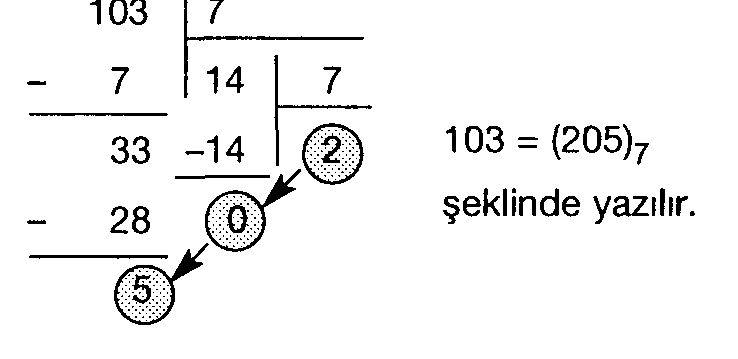 103 7
− 7 14 7
33 −14 2
103 = (205)7
− 28 0
şeklinde yazılır.
5